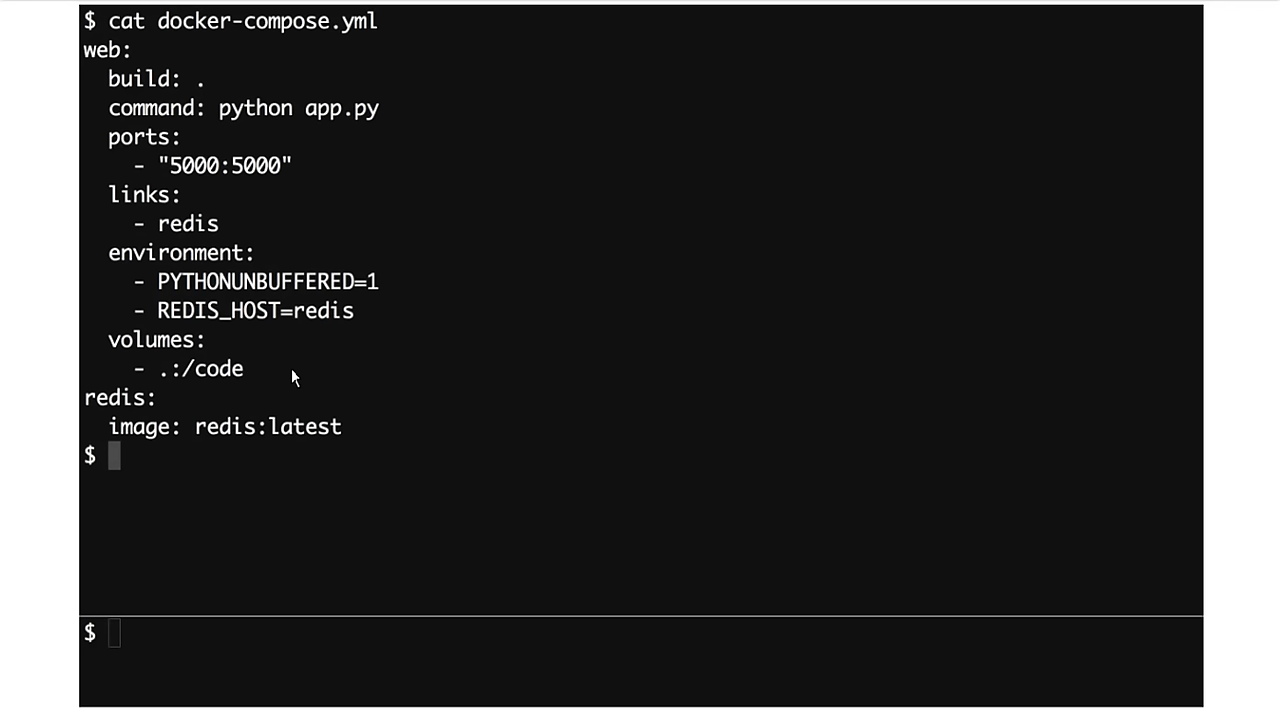 $ cat docker-compose.yml
web:
  build: .
  command: python app.py
  ports:
    - "5000:5000"
  links:
    - redis
  environment:
    - PYTHONUNBUFFERED=1
    - REDIS_HOST=redis
  volumes:
    - .:/code
redis:
  image: redis:latest
$
$